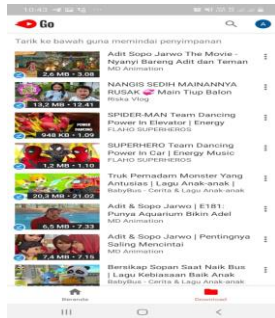 10:43
Go
Tarik ke bawah guna memindai penyimpanan
Adit Sopo Jarwo The Movie -
Nyanyi Bareng Adit dan Teman
MD Animation
2,6 MB • 3.08
NANGIS SEDIH MAINANNYA
RUSAK 💞 Main Tiup Balon
Riska Vlog
13,2 MB • 12.41
SPIDER-MAN Team Dancing
Power In Elevator | Energy
FLAHO SUPERHEROS
948 KB • 1.09
SUPERHERO Team Dancing
Power In Car | Energy Music
FLAHO SUPERHEROS
1,2 MB • 1.10
Truk Pemadam Monster Yang
Antusias | Lagu Anak-anak |
BabyBus - Cerita & Lagu Anak-anak
20,3 MB • 21.02
Adit & Sopo Jarwo | E181:
Punya Aquarium Bikin Adel
MD Animation
6,5 MB • 7.33
Adit & Sopo Jarwo | Pentingnya
Saling Mencintai
MD Animation
7,4 MB • 7.15
Bersikap Sopan Saat Naik Bus
| Lagu Kebiasaan Baik Anak
BabyBus - Cerita & Lagu Anak-anak
Beranda
Download